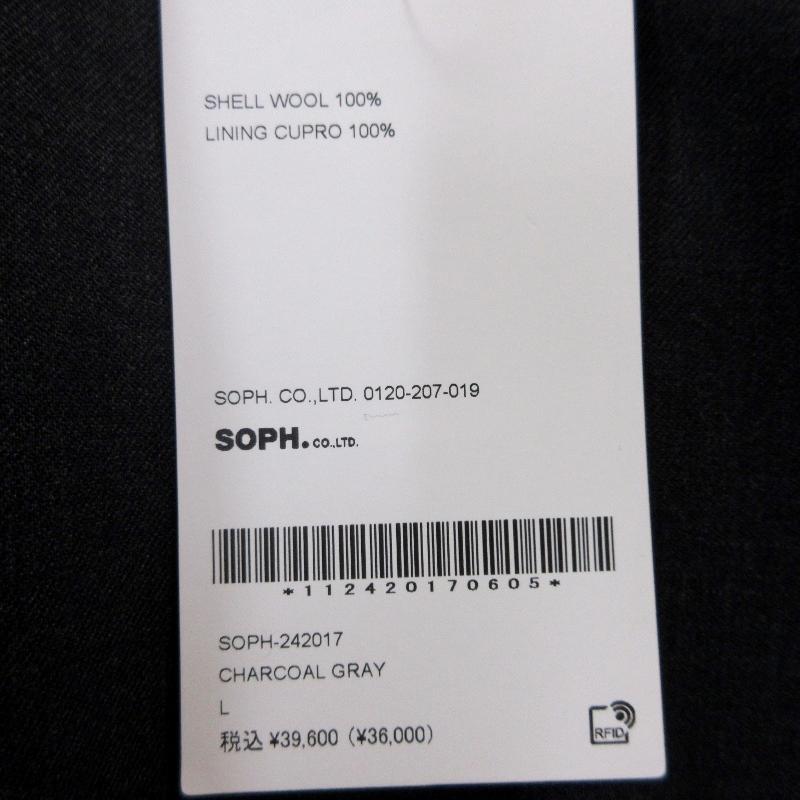 SHELL WOOL 100%
LINING CUPRO 100%
SOPH. CO.,LTD. 0120-207-019
SOPH. CO.,LTD.
*112420170605*
SOPH-242017
CHARCOAL GRAY
L
税込 ¥39,600 (¥36,000)
RFID